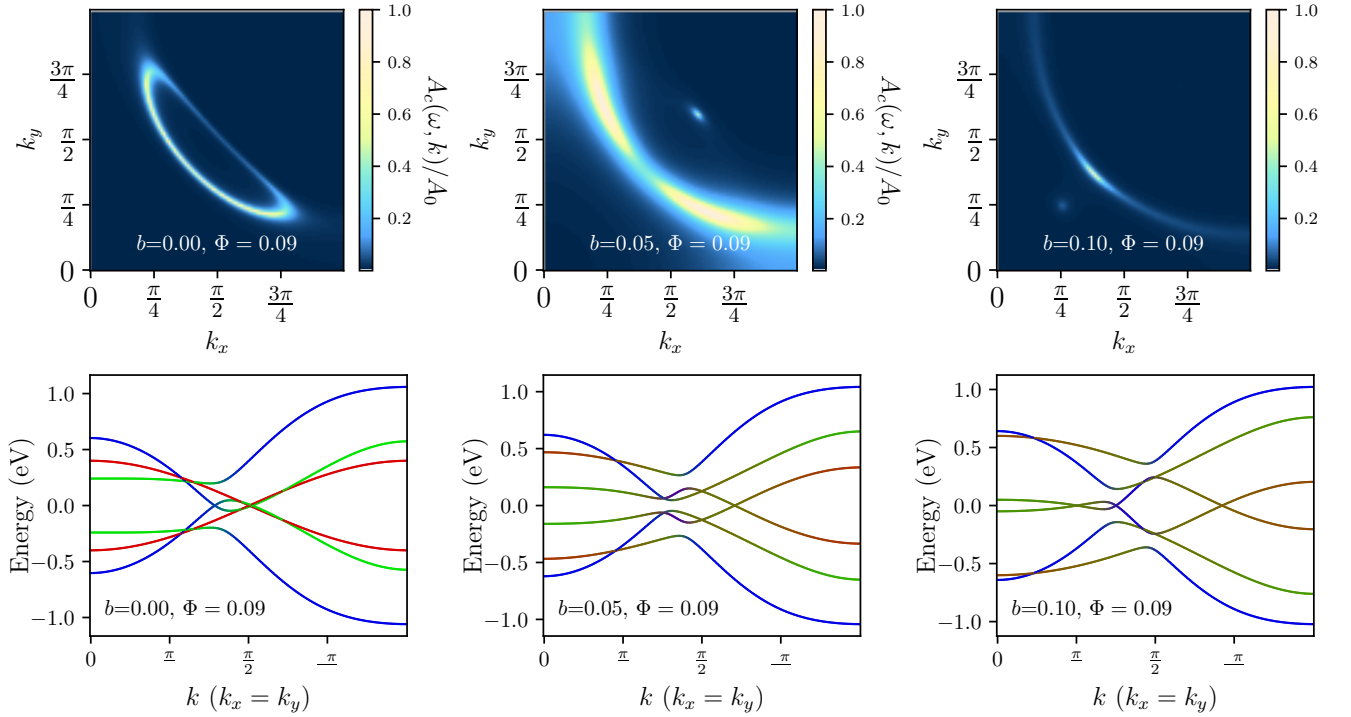 3π/4
π/2
π/4
0
k_y
0 π/4 π/2 3π/4
k_x
b=0.00, Φ = 0.09
1.0
0.8
0.6
0.4
0.2
A_c(ω, k)/A_0
3π/4
π/2
π/4
0
k_y
0 π/4 π/2 3π/4
k_x
b=0.05, Φ = 0.09
1.0
0.8
0.6
0.4
0.2
A_c(ω, k)/A_0
3π/4
π/2
π/4
0
k_y
0 π/4 π/2 3π/4
k_x
b=0.10, Φ = 0.09
1.0
0.8
0.6
0.4
0.2
1.0
0.5
0.0
−0.5
−1.0
Energy (eV)
b=0.00, Φ = 0.09
0 π π/2 π
k (k_x = k_y)
1.0
0.5
0.0
−0.5
−1.0
Energy (eV)
b=0.05, Φ = 0.09
0 π π/2 π
k (k_x = k_y)
1.0
0.5
0.0
−0.5
−1.0
Energy (eV)
b=0.10, Φ = 0.09
0 π π/2 π
k (k_x = k_y)